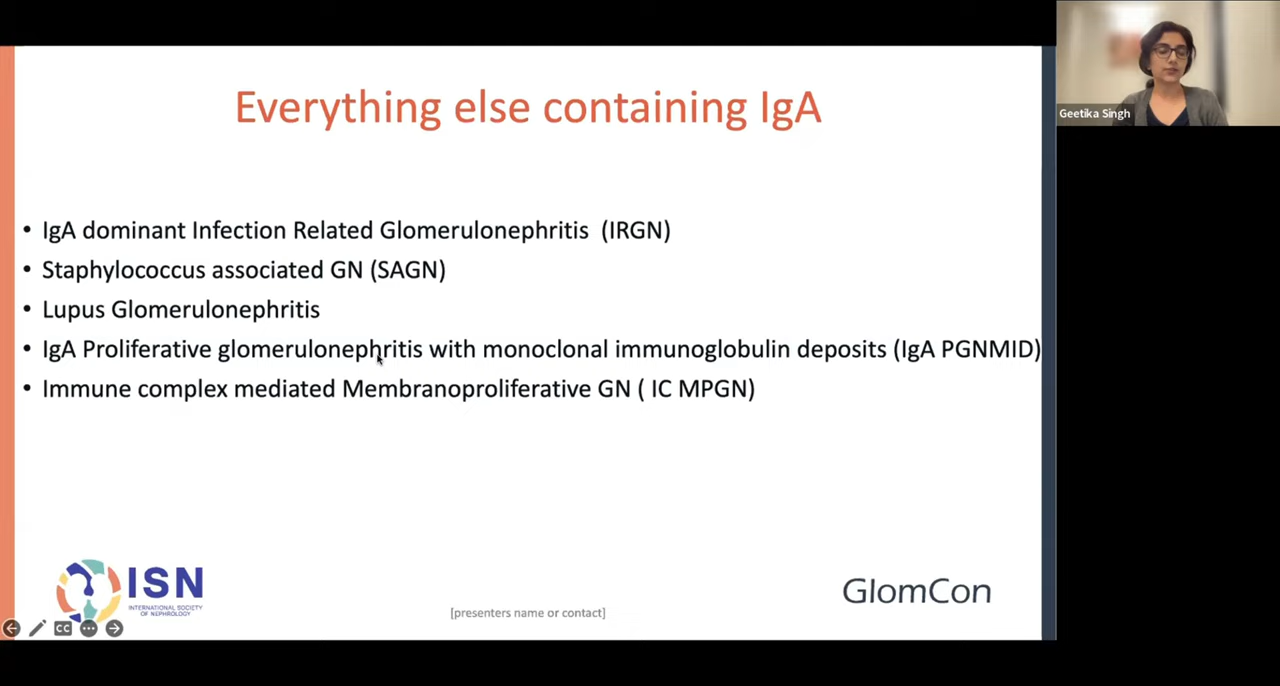 Everything else containing IgA
Geetika Singh
• IgA dominant Infection Related Glomerulonephritis (IRGN)
• Staphylococcus associated GN (SAGN)
• Lupus Glomerulonephritis
• IgA Proliferative glomerulonephritis with monoclonal immunoglobulin deposits (IgA PGNMID)
• Immune complex mediated Membranoproliferative GN ( IC MPGN)
ISN
INTERNATIONAL SOCIETY
OF NEPHROLOGY
[presenters name or contact]
GlomCon
CC